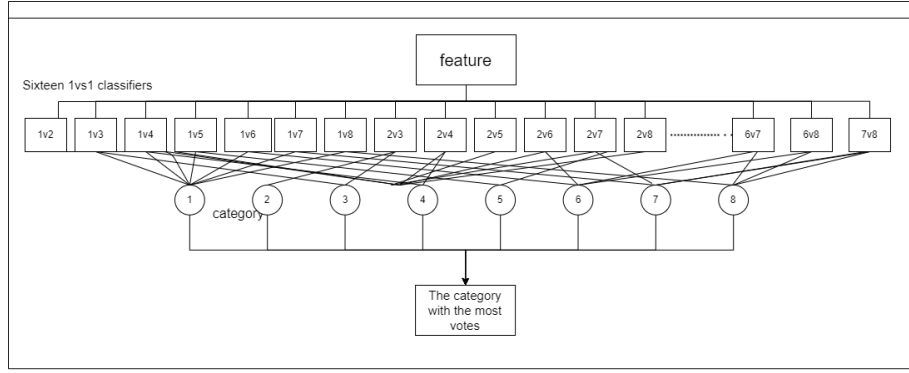 feature
Sixteen 1vs1 classifiers
1v2 1v3 1v4 1v5 1v6 1v7 1v8 2v3 2v4 2v5 2v6 2v7 2v8 ................ . . 6v7 6v8 7v8
1 2 3 4 5 6 7 8
category
The category
with the most
votes